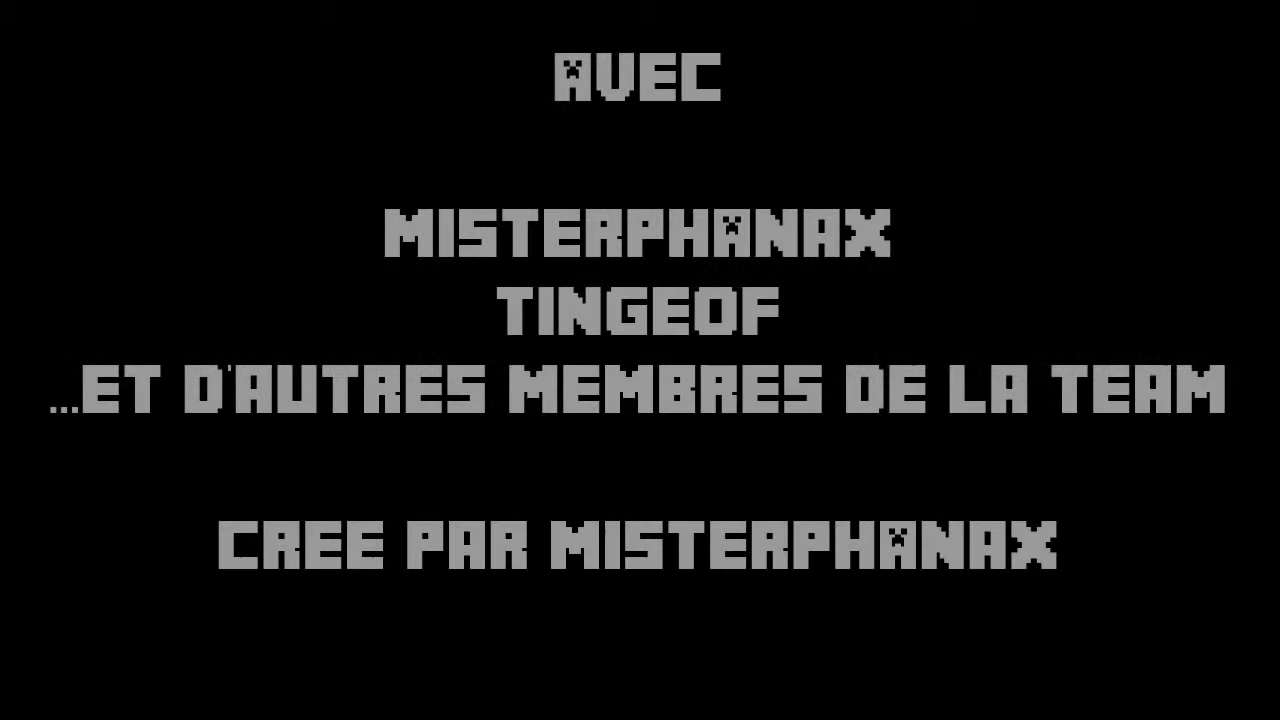 AVEC
MISTERPHANAX
TINGEOF
...ET D'AUTRES MEMBRES DE LA TEAM
CREE PAR MISTERPHANAX